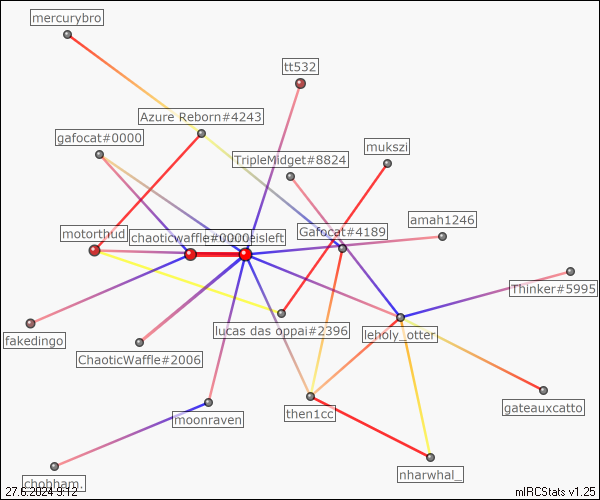 mercurybro
tt532
Azure Reborn#4243
gafocat#0000
mukszi
TripleMidget#8824
amah1246
Gafocat#4189
motorthud
chaoticwaffle#0000eisleft
Thinker#5995
lucas das oppai#2396
leholy_otter
fakedingo
ChaoticWaffle#2006
gateauxcatto
then1cc
moonraven
nharwhal_
chobham.
27.6.2024 9:12
mIRCStats v1.25